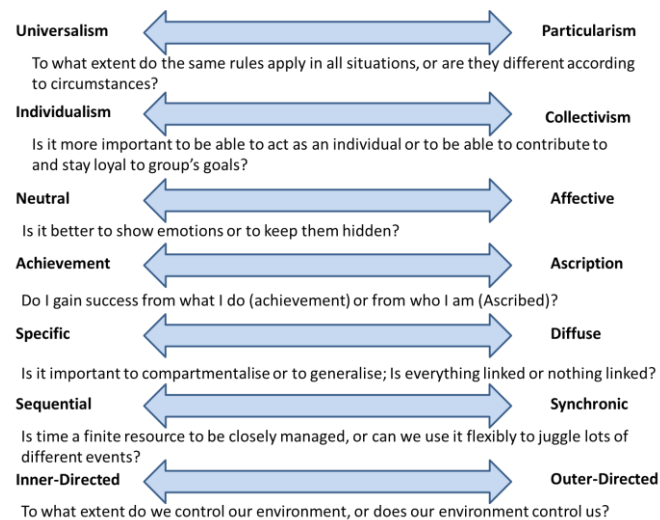 Universalism Particularism
To what extent do the same rules apply in all situations, or are they different according
to circumstances?
Individualism Collectivism
Is it more important to be able to act as an individual or to be able to contribute to
and stay loyal to group's goals?
Neutral Affective
Is it better to show emotions or to keep them hidden?
Achievement Ascription
Do I gain success from what I do (achievement) or from who I am (Ascribed)?
Specific Diffuse
Is it important to compartmentalise or to generalise; Is everything linked or nothing linked?
Sequential Synchronic
Is time a finite resource to be closely managed, or can we use it flexibly to juggle lots of
different events?
Inner-Directed Outer-Directed
To what extent do we control our environment, or does our environment control us?